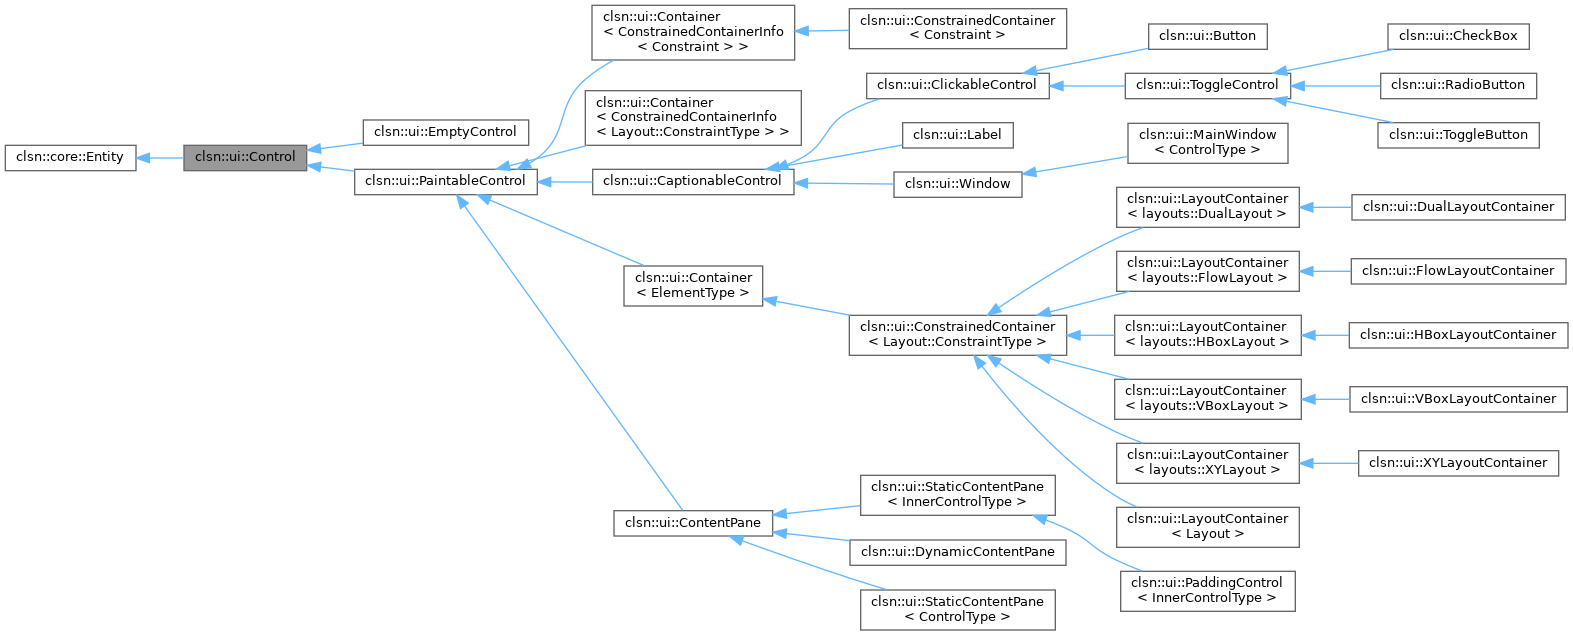 clsn::core::Entity
clsn::ui::Control
clsn::ui::EmptyControl
clsn::ui::PaintableControl
clsn::ui::Container
< ConstrainedContainerInfo
< Constraint > >
clsn::ui::Container
< ConstrainedContainerInfo
< Layout::ConstraintType > >
clsn::ui::CaptionableControl
clsn::ui::Container
< ElementType >
clsn::ui::ContentPane
clsn::ui::ConstrainedContainer
< Constraint >
clsn::ui::ClickableControl
clsn::ui::Label
clsn::ui::Window
clsn::ui::ConstrainedContainer
< Layout::ConstraintType >
clsn::ui::StaticContentPane
< InnerControlType >
clsn::ui::DynamicContentPane
clsn::ui::StaticContentPane
< ControlType >
clsn::ui::Button
clsn::ui::ToggleControl
clsn::ui::MainWindow
< ControlType >
clsn::ui::LayoutContainer
< layouts::DualLayout >
clsn::ui::LayoutContainer
< layouts::FlowLayout >
clsn::ui::LayoutContainer
< layouts::HBoxLayout >
clsn::ui::LayoutContainer
< layouts::VBoxLayout >
clsn::ui::LayoutContainer
< layouts::XYLayout >
clsn::ui::LayoutContainer
< Layout >
clsn::ui::PaddingControl
< InnerControlType >
clsn::ui::CheckBox
clsn::ui::RadioButton
clsn::ui::ToggleButton
clsn::ui::DualLayoutContainer
clsn::ui::FlowLayoutContainer
clsn::ui::HBoxLayoutContainer
clsn::ui::VBoxLayoutContainer
clsn::ui::XYLayoutContainer